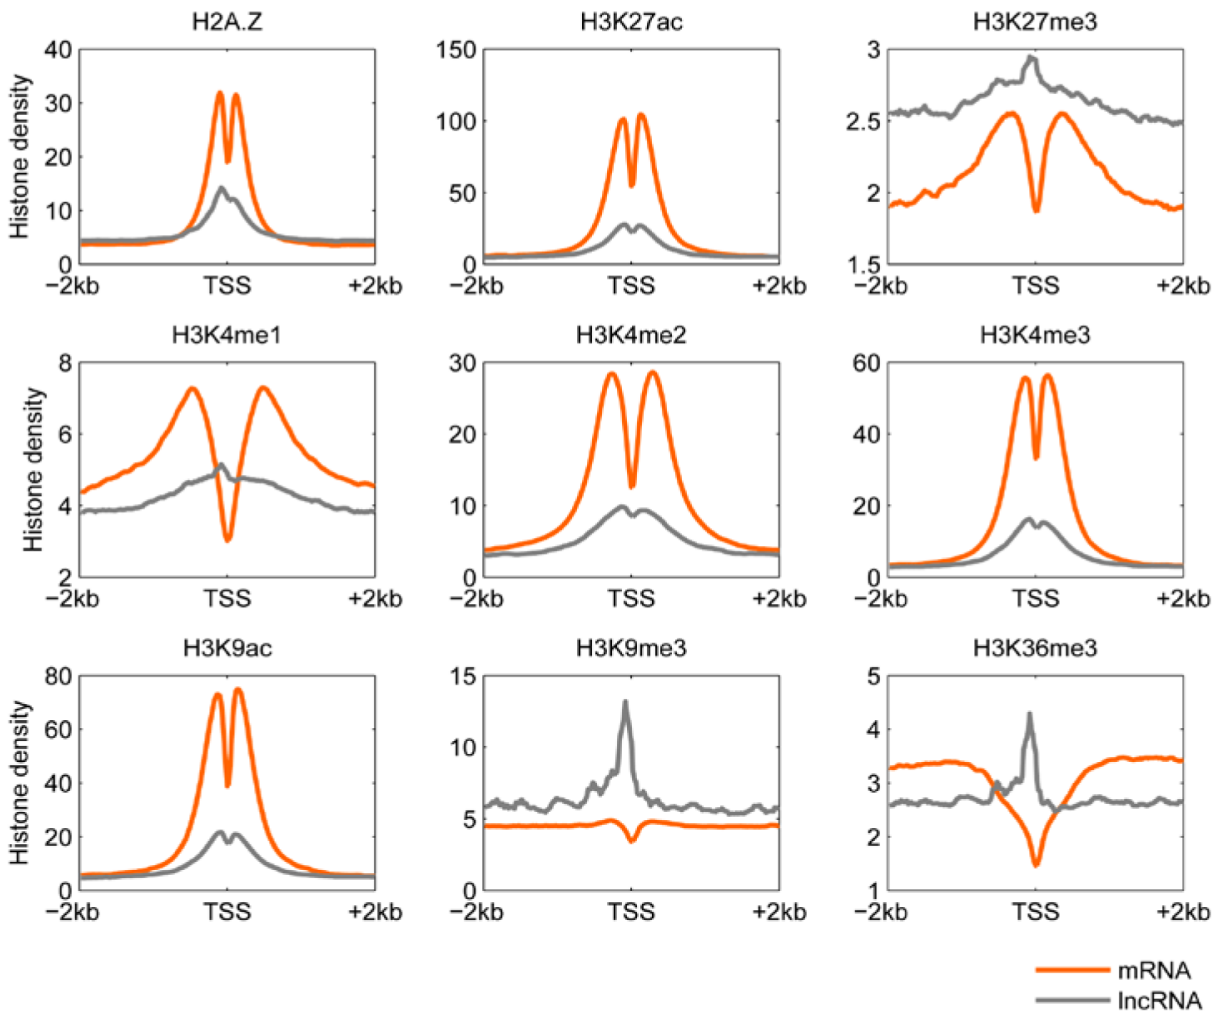 H2A.Z
H3K27ac
H3K27me3
Histone density
40
30
20
10
0
−2kb TSS +2kb
150
100
50
0
−2kb TSS +2kb
3
2.5
2
1.5
−2kb TSS +2kb
H3K4me1
H3K4me2
H3K4me3
Histone density
8
6
4
2
−2kb TSS +2kb
30
20
10
0
−2kb TSS +2kb
60
40
20
0
−2kb TSS +2kb
H3K9ac
H3K9me3
H3K36me3
Histone density
80
60
40
20
0
−2kb TSS +2kb
15
10
5
0
−2kb TSS +2kb
5
4
3
2
1
−2kb TSS +2kb
mRNA
lncRNA